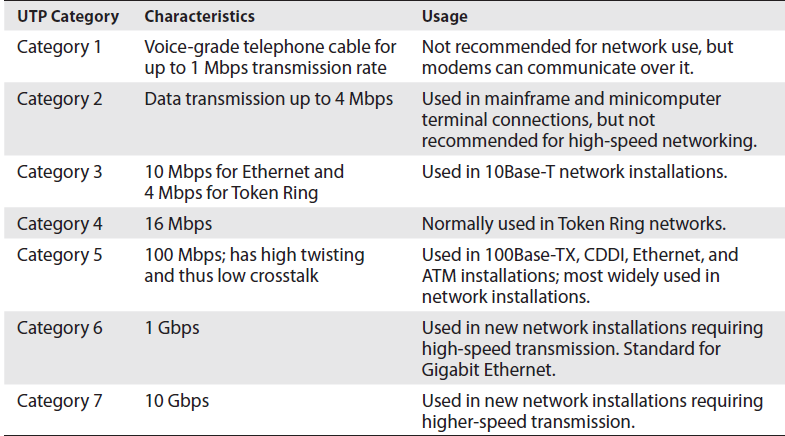 UTP Category Characteristics Usage
Category 1 Voice-grade telephone cable for Not recommended for network use, but
up to 1 Mbps transmission rate modems can communicate over it.
Category 2 Data transmission up to 4 Mbps Used in mainframe and minicomputer
terminal connections, but not
recommended for high-speed networking.
Category 3 10 Mbps for Ethernet and Used in 10Base-T network installations.
4 Mbps for Token Ring
Category 4 16 Mbps Normally used in Token Ring networks.
Category 5 100 Mbps; has high twisting Used in 100Base-TX, CDDI, Ethernet, and
and thus low crosstalk ATM installations; most widely used in
network installations.
Category 6 1 Gbps Used in new network installations requiring
high-speed transmission. Standard for
Gigabit Ethernet.
Category 7 10 Gbps Used in new network installations requiring
higher-speed transmission.